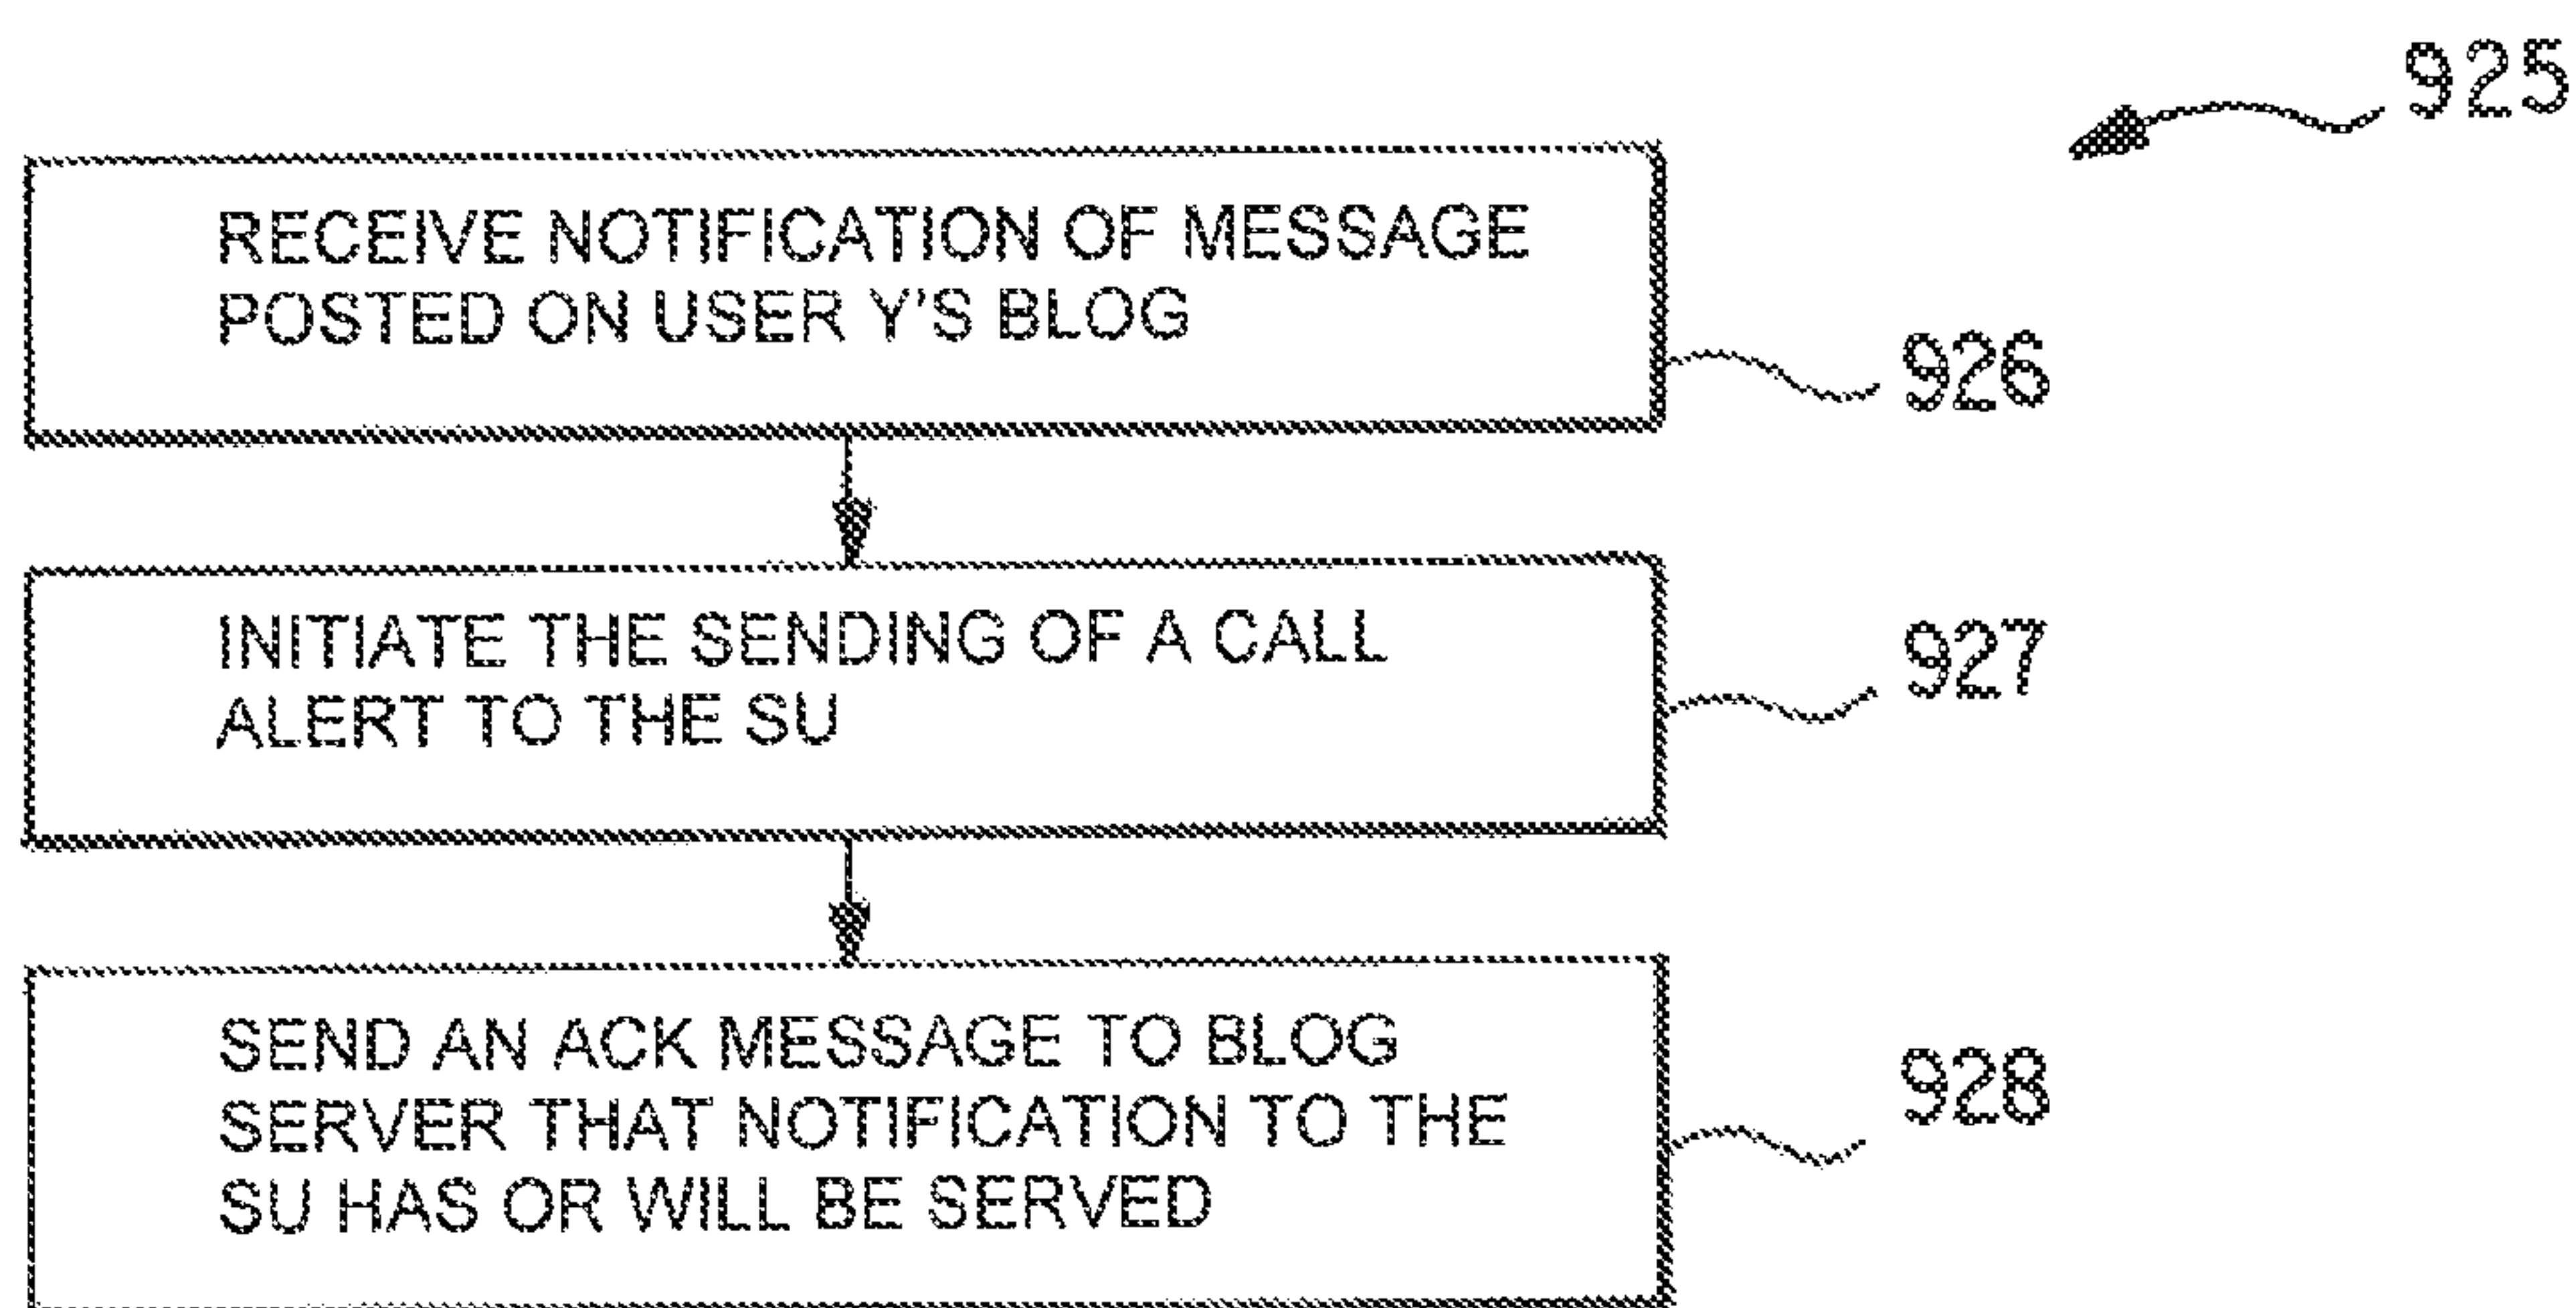 925
RECEIVE NOTIFICATION OF MESSAGE
POSTED ON USER Y'S BLOG
926
INITIATE THE SENDING OF A CALL
ALERT TO THE SU
927
SEND AN ACK MESSAGE TO BLOG
SERVER THAT NOTIFICATION TO THE
SU HAS OR WILL BE SERVED
928